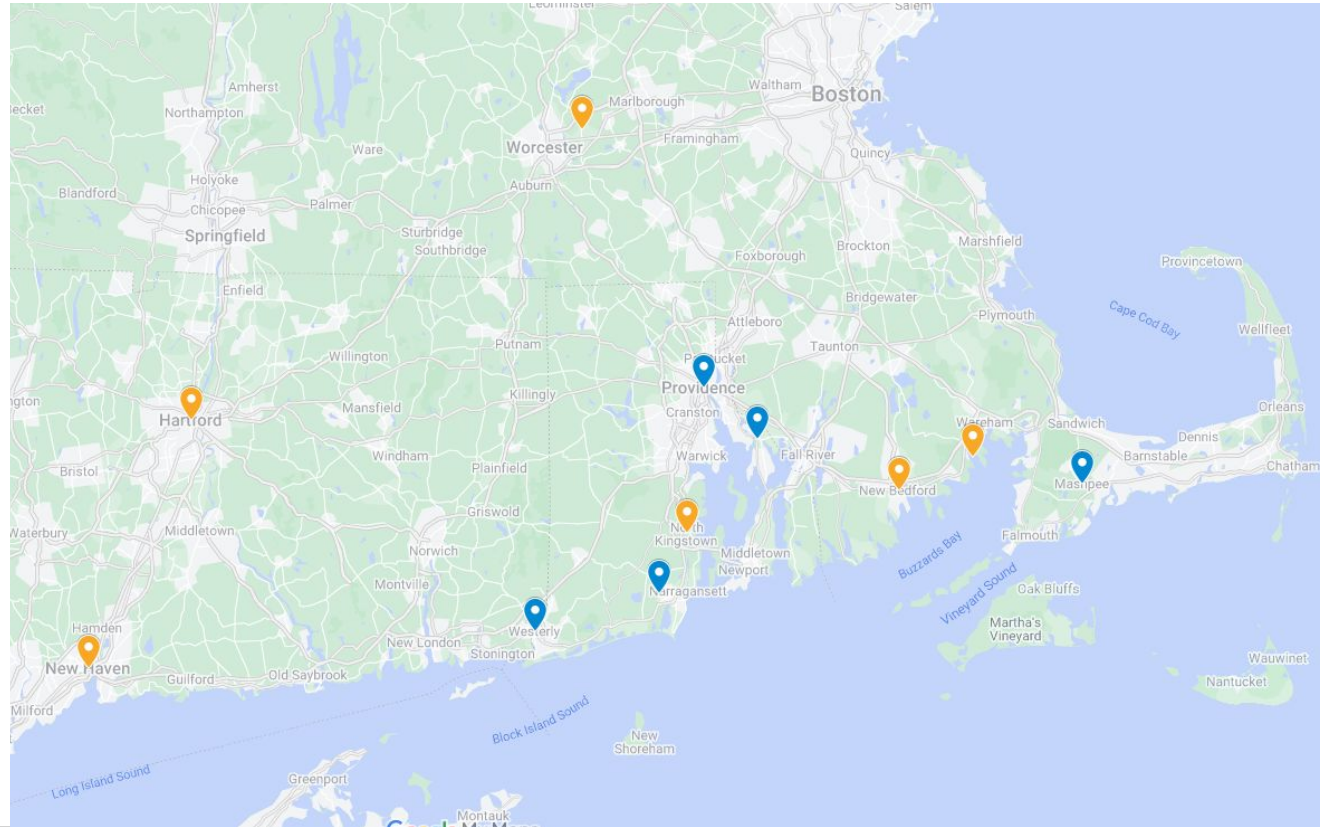 Leominster
Salem
Amherst
Waltham
Boston
Marlborough
Northampton
Framingham
Worcester
Ware
Quincy
Holyoke
Auburn
Blandford
Chicopee
Palmer
Springfield
Sturbridge
Southbridge
Brockton
Marshfield
Foxborough
Provincetown
Enfield
Bridgewater
Cape Cod Bay
Plymouth
Attleboro
Wellfleet
Putnam
Taunton
Willington
Providence
Killingly
Mansfield
Cranston
Orleans
Hartford
Wareham
Sandwich
Dennis
Windham
Warwick
Fall River
Barnstable
Chatham
Bristol
Plainfield
Mashpee
New Bedford
Griswold
Waterbury
Middletown
North
Kingstown
Falmouth
Norwich
Middletown
Newport
Buzzards Bay
Montville
Narragansett
Vineyard Sound
Oak Bluffs
Hamden
New London
Westerly
Stonington
Martha's
Vineyard
New Haven
Guilford
Old Saybrook
Wauwinet
Nantucket
Milford
Block Island Sound
New
Shoreham
Long Island Sound
Greenport
Montauk